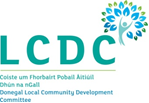 LCDC
Coiste um Fhorbairt Pobail Áitiúil
Dhún na nGall
Donegal Local Community Development
Committee